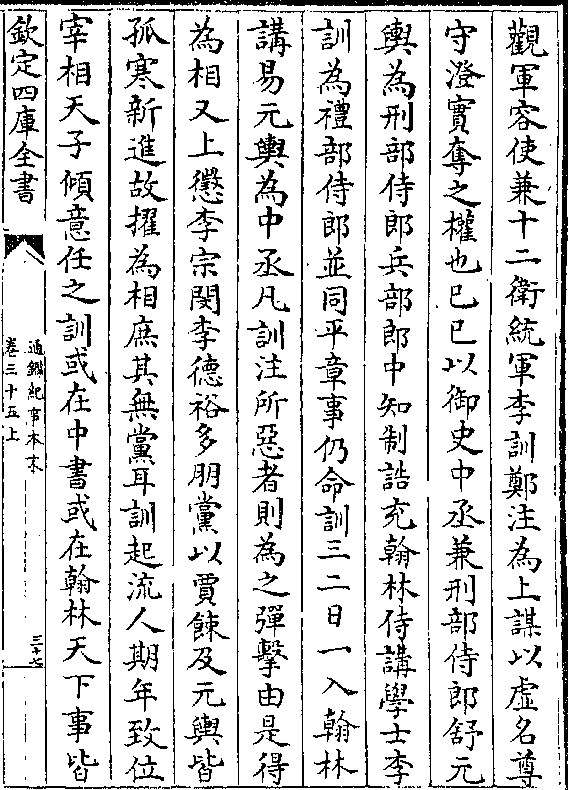 觀軍容使兼十二衛統軍李訓鄭注為上謀以虛名尊
守澄實奪之權也己巳以御史中丞兼刑部侍郎舒元
輿為刑部侍郎兵部郎中知制誥充翰林侍講學士李
訓為禮部侍郎並同平章事仍命訓三二日一入翰林
講易元輿為中丞凡訓注所惡者則為之彈擊由是得
為相又上懲李宗閔李德裕多朋黨以賈餗及元輿皆
孤寒新進故擢為相庶其無黨耳訓起流人期年致位
宰相天子傾意任之訓或在中書或在翰林天下事皆
欽定四庫全書
通鑑紀事本末
卷三十五上
三十七